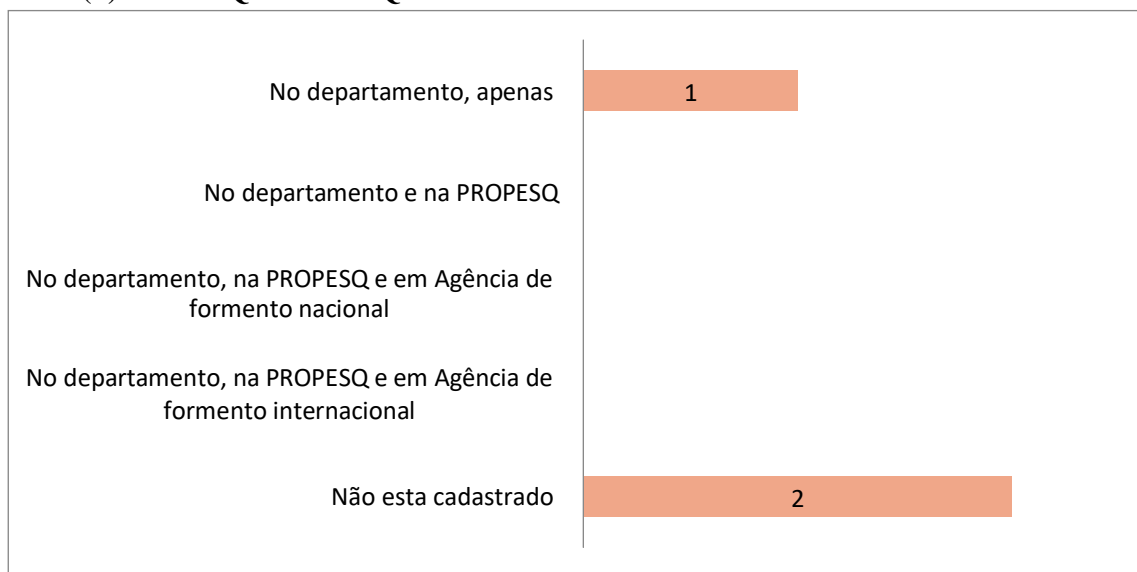 No departamento, apenas
1
No departamento e na PROPESQ
No departamento, na PROPESQ e em Agência de
formento nacional
No departamento, na PROPESQ e em Agência de
formento internacional
Não esta cadastrado
2